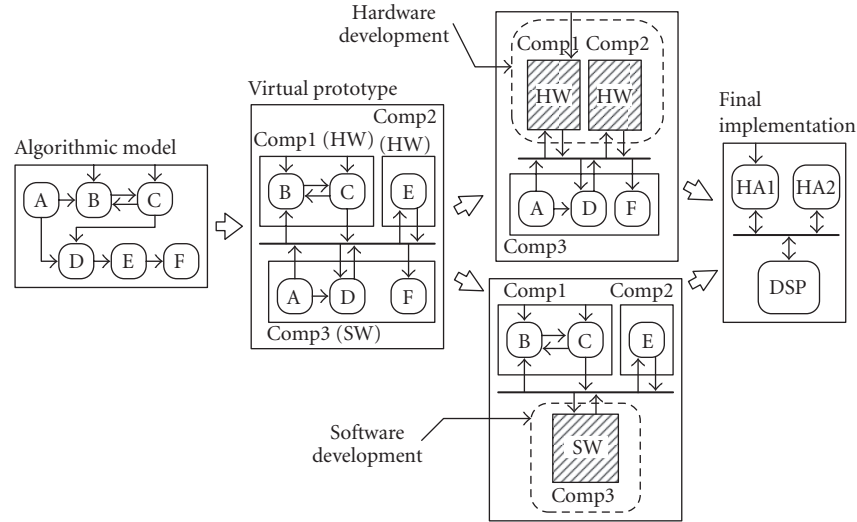 Algorithmic model
A
B
C
D
E
F
Virtual prototype
Comp2
(HW)
Comp1 (HW)
B
C
E
A
D
F
Comp3 (SW)
Hardware
development
Comp1
Comp2
HW
HW
A
D
F
Comp3
Comp1
Comp2
B
C
E
Software
development
SW
Comp3
Final
implementation
HA1
HA2
DSP